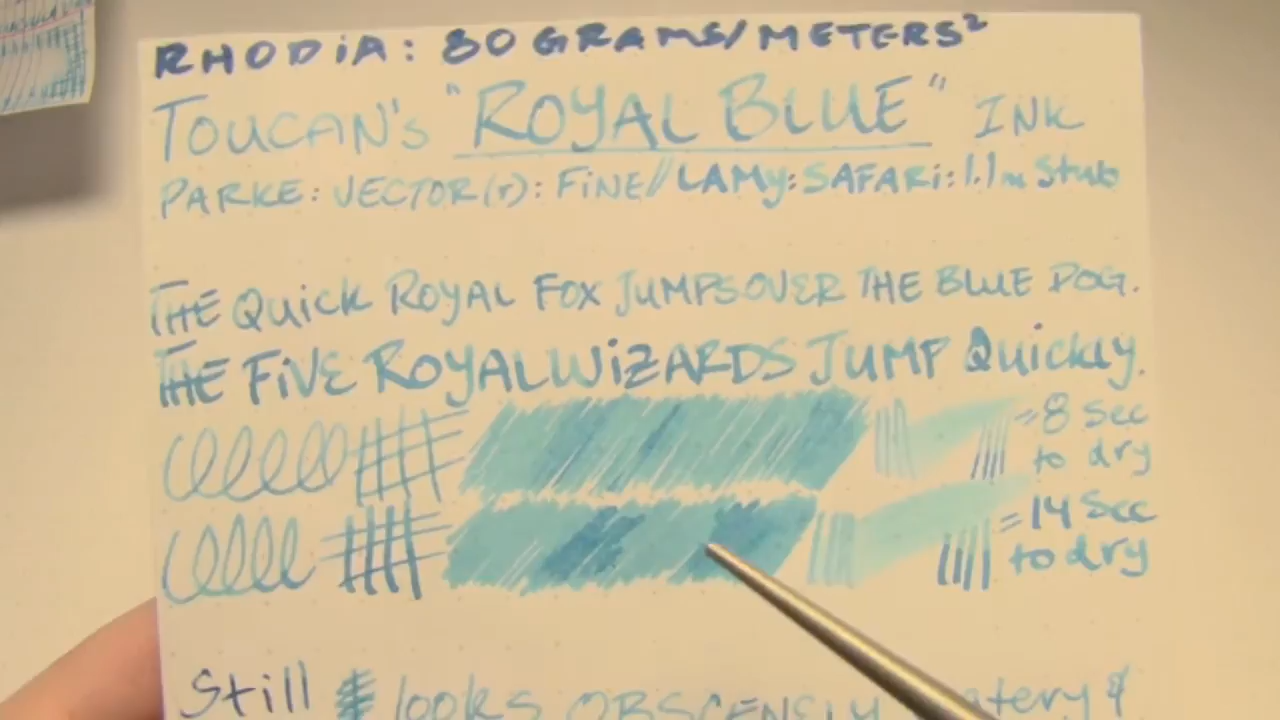 RHODIA: 80 GRAMS/METERS²
TOUCAN'S "ROYAL BLUE" INK
PARKE: VECTOR(r): FINE//LAMY: SAFARI: 1.1m Stub
THE QUICK ROYAL FOX JUMPS OVER THE BLUE DOG.
THE FIVE ROYAL WIZARDS JUMP QUICKLY.
= 8 Sec
to dry
= 14 Sec
to dry
Still looks OBSCENELY &